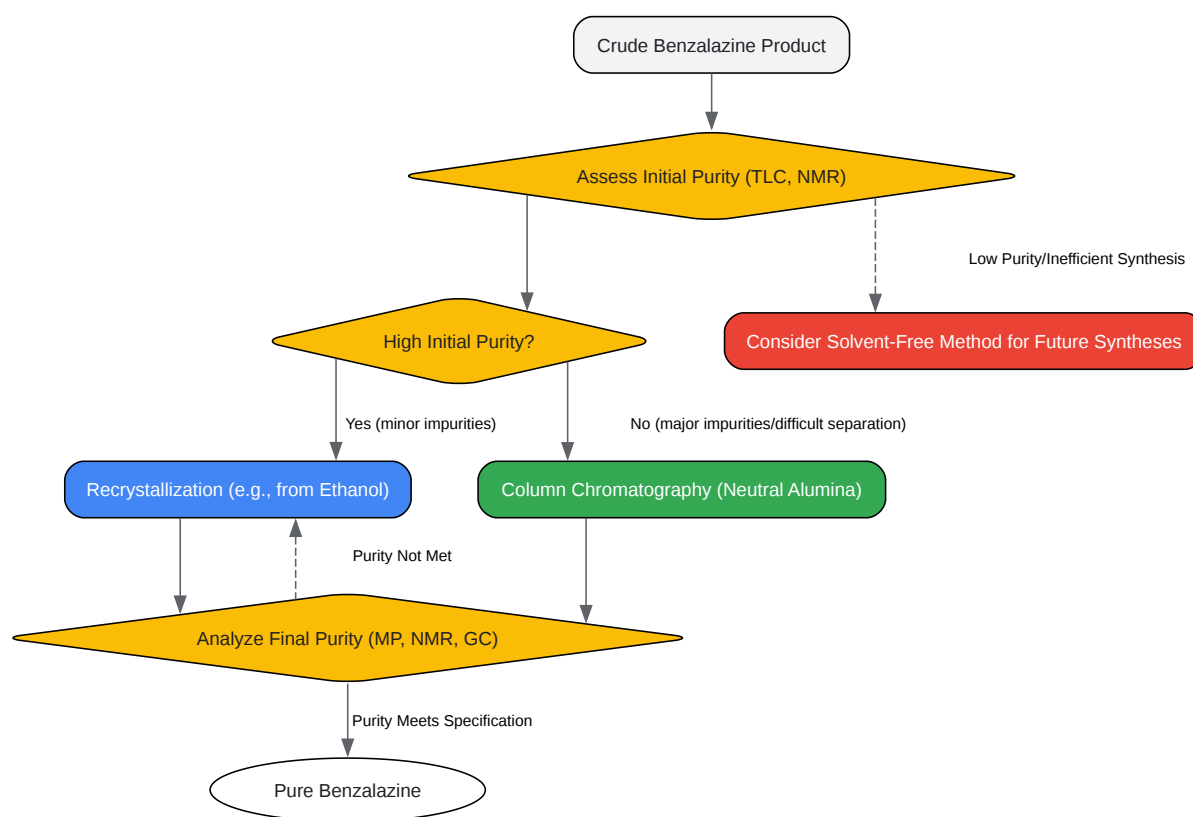 Crude Benzalazine Product
Assess Initial Purity (TLC, NMR)
Low Purity/Inefficient Synthesis
High Initial Purity?
Consider Solvent-Free Method for Future Syntheses
Yes (minor impurities)
No (major impurities/difficult separation)
Recrystallization (e.g., from Ethanol)
Column Chromatography (Neutral Alumina)
Purity Not Met
Analyze Final Purity (MP, NMR, GC)
Purity Meets Specification
Pure Benzalazine